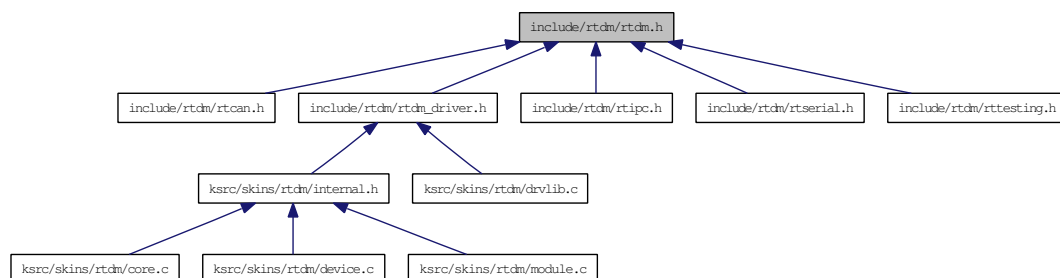 include/rtdm/rtdm.h
include/rtdm/rtcan.h
include/rtdm/rtdm_driver.h
include/rtdm/rtipc.h
include/rtdm/rtserial.h
include/rtdm/rttesting.h
ksrc/skins/rtdm/internal.h
ksrc/skins/rtdm/drvlib.c
ksrc/skins/rtdm/core.c
ksrc/skins/rtdm/device.c
ksrc/skins/rtdm/module.c